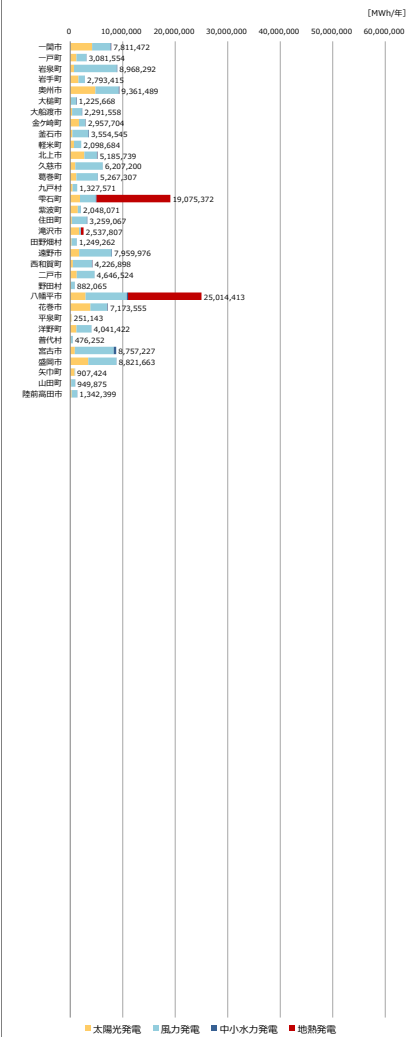 [MWh/年]
0 10,000,000 20,000,000 30,000,000 40,000,000 50,000,000 60,000,000
一関市 7,811,472
一戸町 3,081,554
岩泉町 8,968,292
岩手町 2,793,415
奥州市 9,361,489
大槌町 1,225,668
大船渡市 2,291,558
金ケ崎町 2,957,704
釜石市 3,554,545
軽米町 2,098,684
北上市 5,185,739
久慈市 6,207,200
葛巻町 5,267,307
九戸村 1,327,571
雫石町 19,075,372
紫波町 2,048,071
住田町 3,259,067
滝沢市 2,537,807
田野畑村 1,249,262
遠野市 7,959,976
西和賀町 4,226,898
二戸市 4,646,524
野田村 882,065
八幡平市 25,014,413
花巻市 7,173,555
平泉町 251,143
洋野町 4,041,422
普代村 476,252
宮古市 8,757,227
盛岡市 8,821,663
矢巾町 907,424
山田町 949,875
陸前高田市 1,342,399
太陽光発電 風力発電 中小水力発電 地熱発電